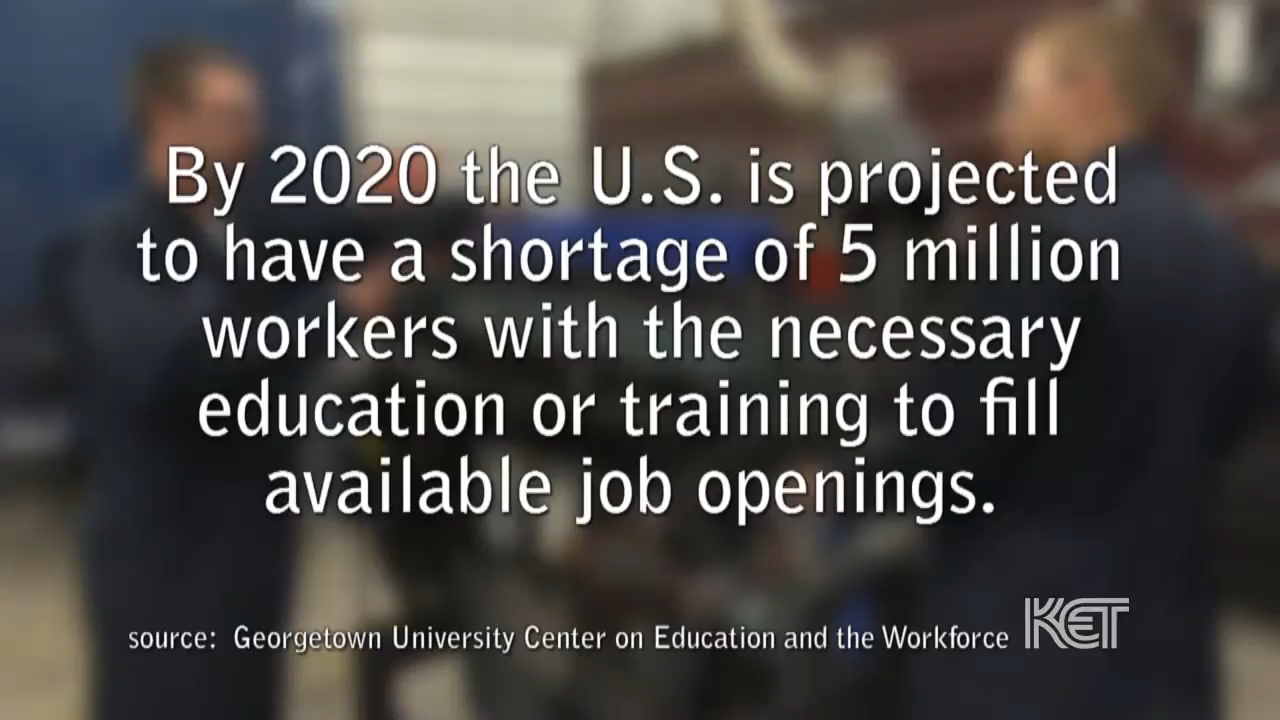 By 2020 the U.S. is projected
to have a shortage of 5 million
workers with the necessary
education or training to fill
available job openings.
source: Georgetown University Center on Education and the Workforce
KET